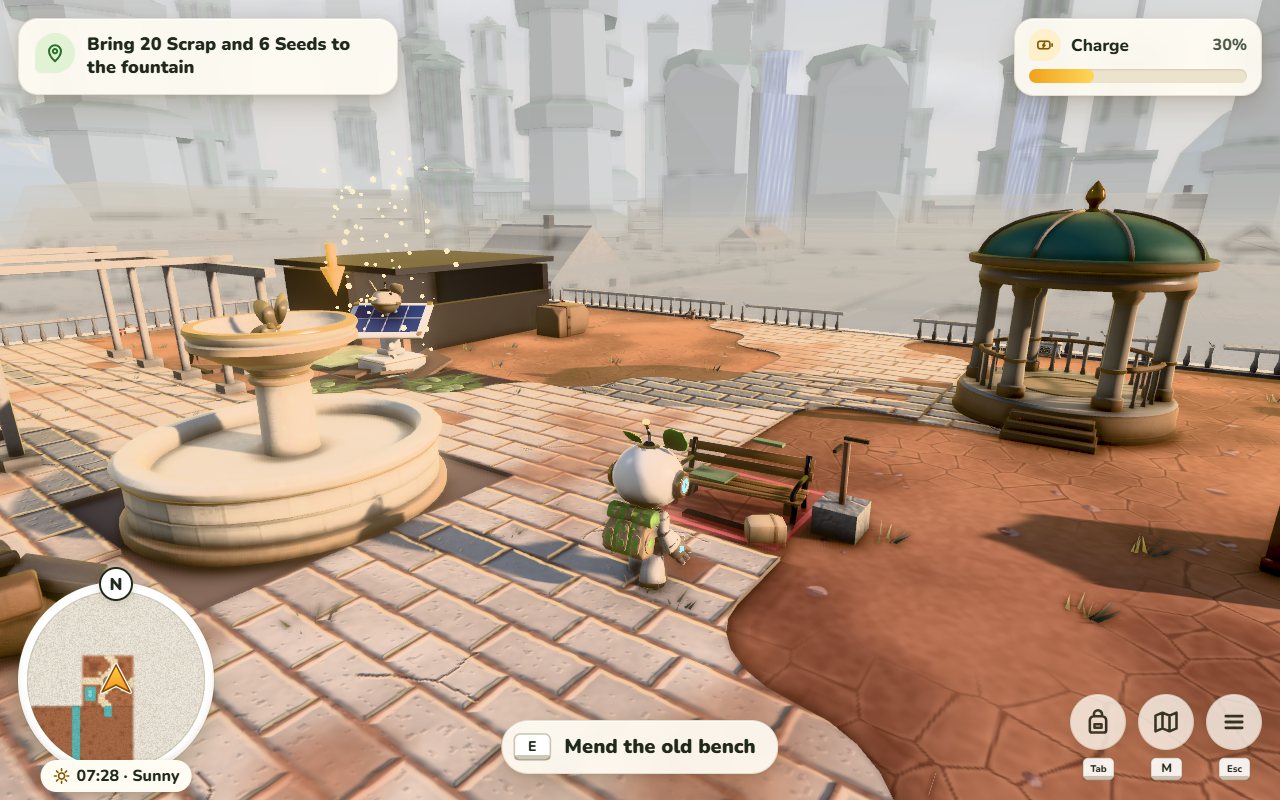 Bring 20 Scrap and 6 Seeds to
the fountain
Charge 30%
N
07:28 · Sunny
E Mend the old bench
Tab M Esc